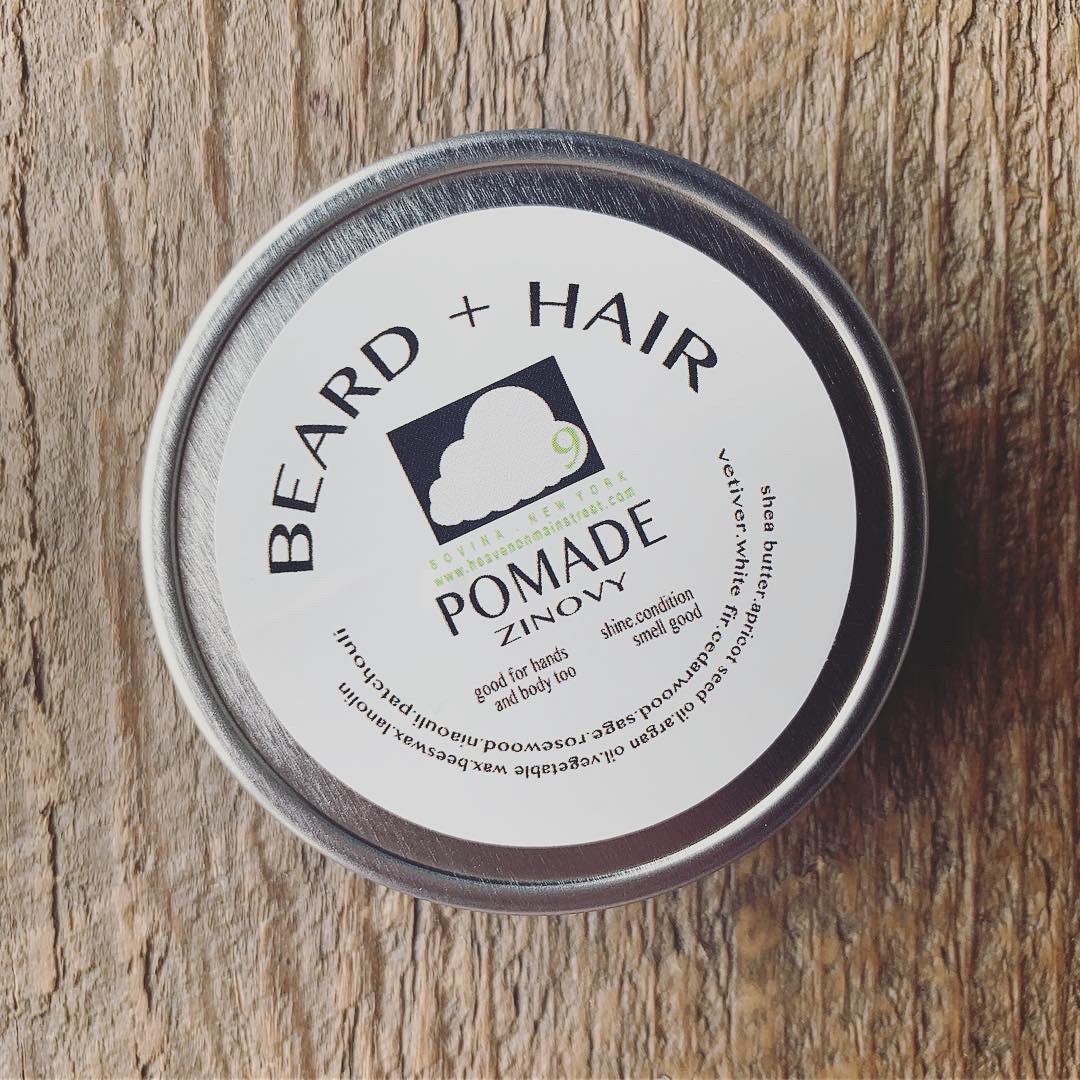 BEARD + HAIR
9
BOVINA - NEW YORK
www.heavenonmainstreet.com
POMADE
ZINOVY
good for hands
and body too
shine.condition
smell good
shea butter.apricot seed oil.argan oil.vegetable wax.beeswax.lanolin
vetiver.white fir.cedarwood.sage.rosewood.niaouli.patchouli